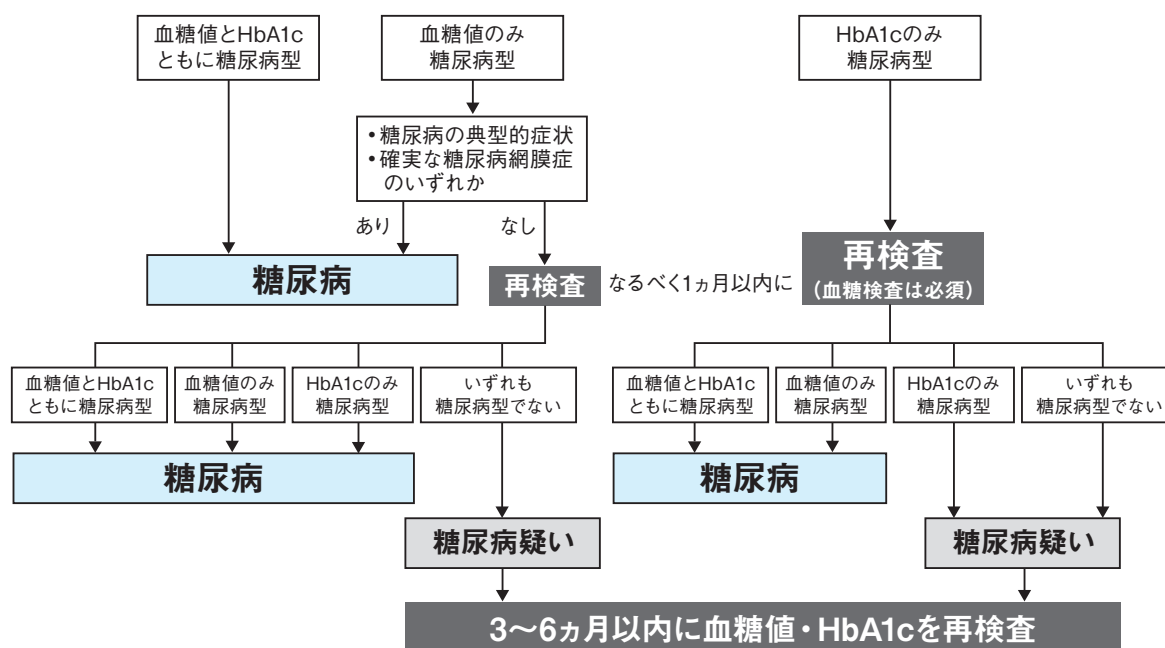 血糖値とHbA1c
ともに糖尿病型
血糖値のみ
糖尿病型
HbA1cのみ
糖尿病型
・糖尿病の典型的症状
・確実な糖尿病網膜症
のいずれか
あり
なし
糖尿病
再検査
なるべく1ヵ月以内に
再検査
（血糖検査は必須）
血糖値とHbA1c
ともに糖尿病型
血糖値のみ
糖尿病型
HbA1cのみ
糖尿病型
いずれも
糖尿病型でない
血糖値とHbA1c
ともに糖尿病型
血糖値のみ
糖尿病型
HbA1cのみ
糖尿病型
いずれも
糖尿病型でない
糖尿病
糖尿病
糖尿病疑い
糖尿病疑い
3〜6ヵ月以内に血糖値・HbA1cを再検査